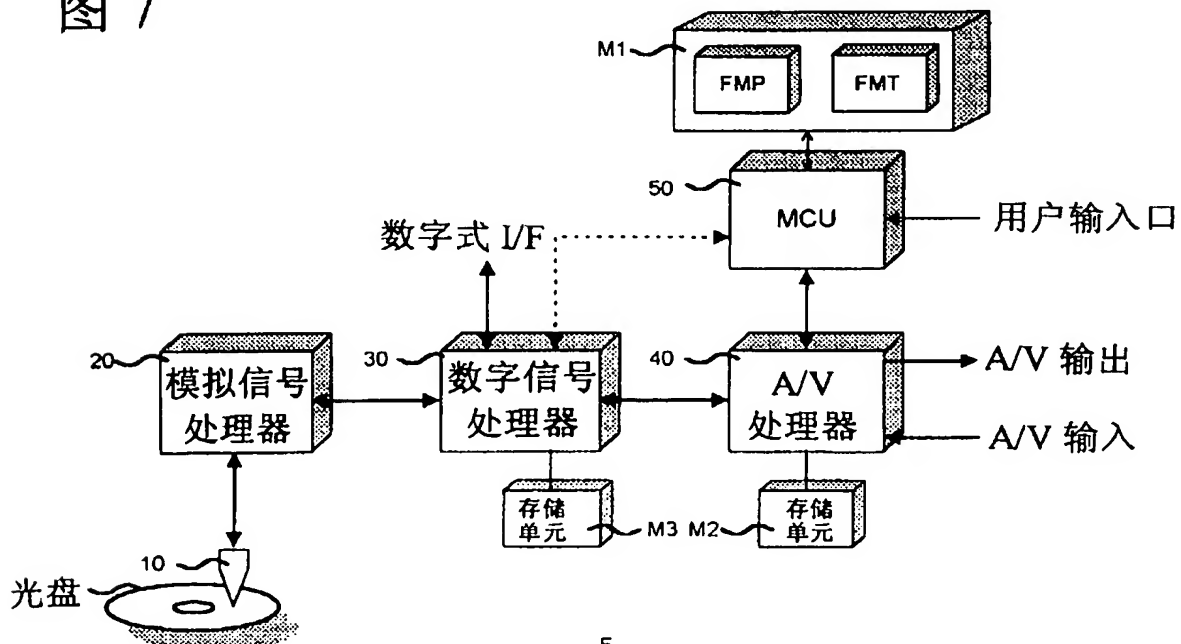 图 7
M1
FMP
FMT
50
MCU
用户输入口
数字式 I/F
20
模拟信号
处理器
30
数字信号
处理器
40
A/V
处理器
A/V 输出
A/V 输入
存储
单元
M3
M2
存储
单元
10
光盘